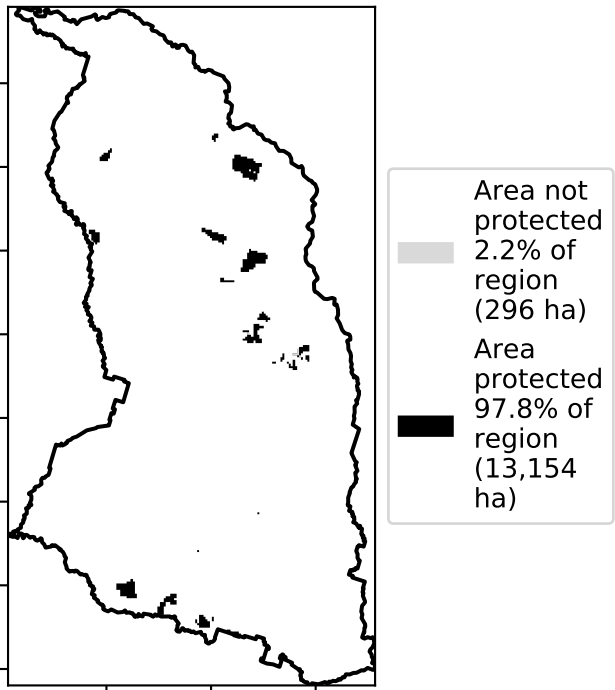 Area not
protected
2.2% of
region
(296 ha)
Area
protected
97.8% of
region
(13,154
ha)